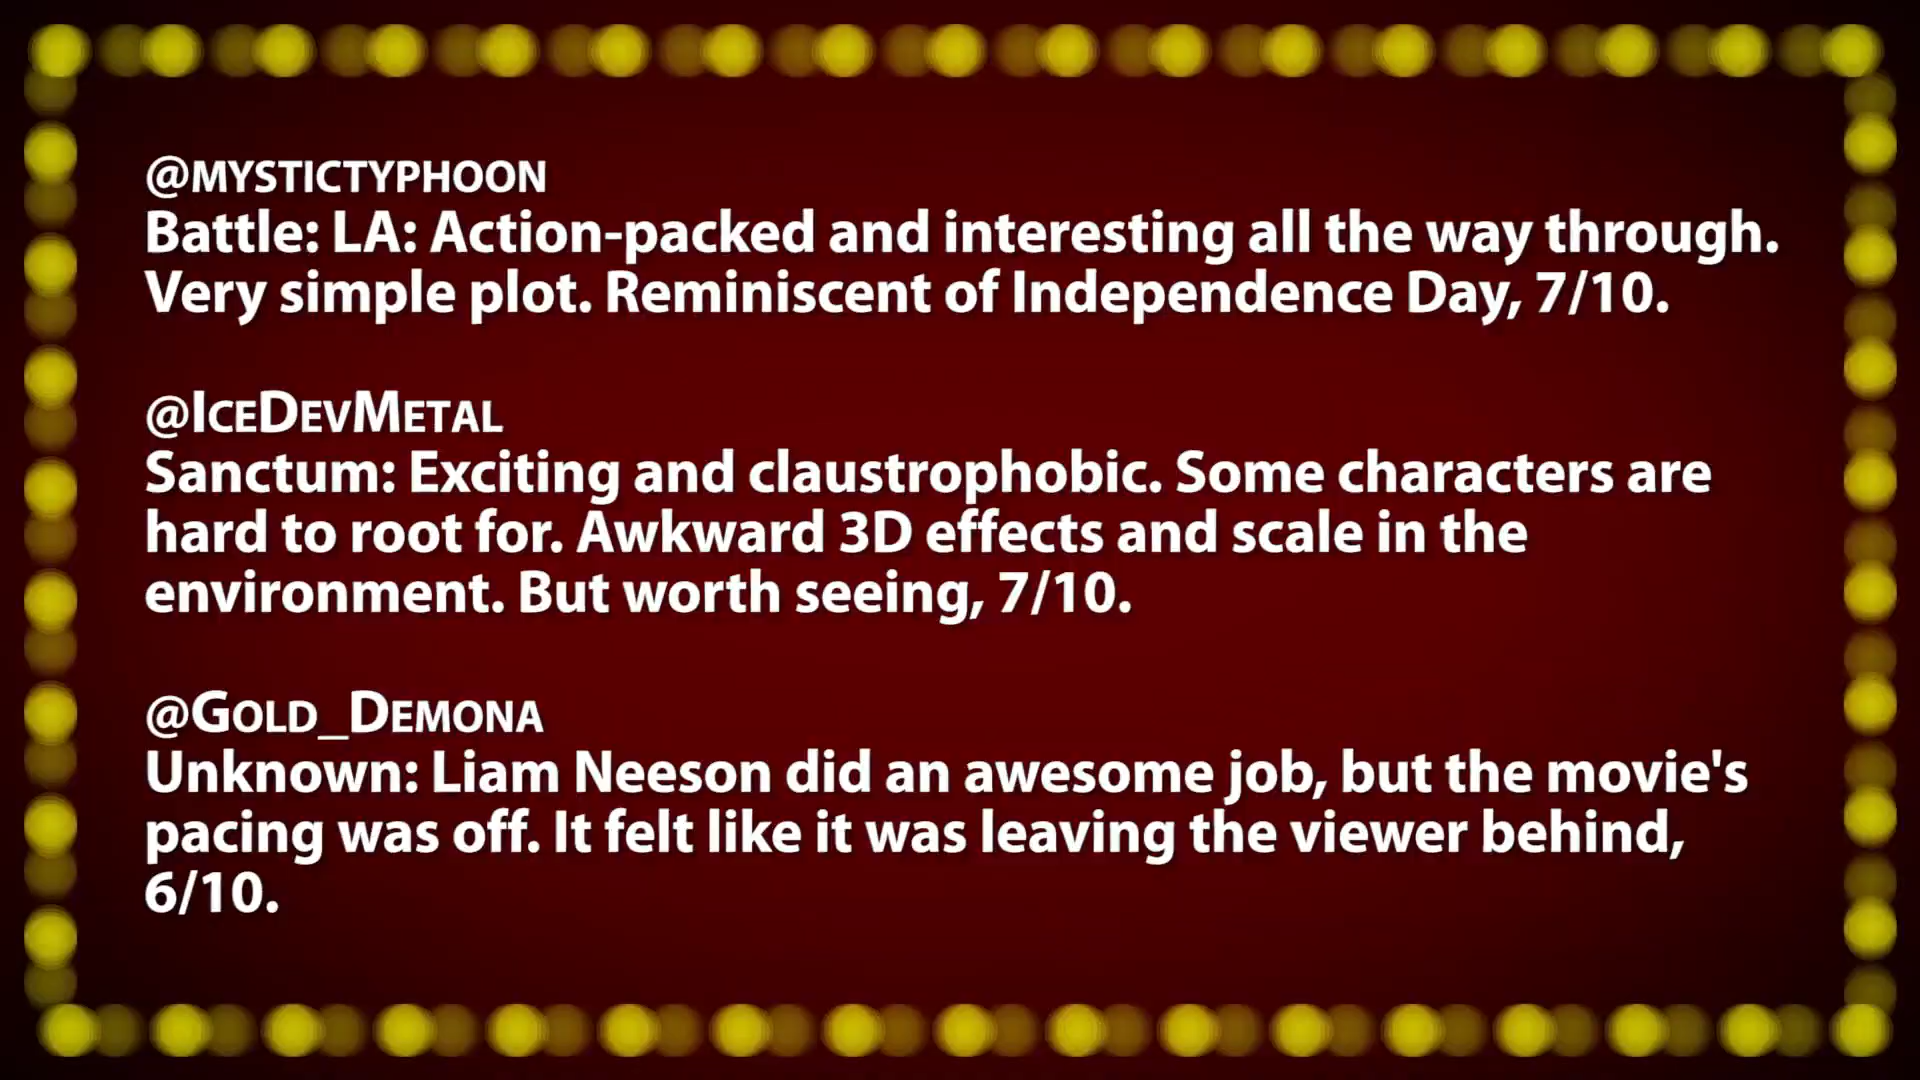 @MYSTICTYPHOON
Battle: LA: Action-packed and interesting all the way through.
Very simple plot. Reminiscent of Independence Day, 7/10.
@ICEDEVMETAL
Sanctum: Exciting and claustrophobic. Some characters are
hard to root for. Awkward 3D effects and scale in the
environment. But worth seeing, 7/10.
@GOLD_DEMONA
Unknown: Liam Neeson did an awesome job, but the movie's
pacing was off. It felt like it was leaving the viewer behind,
6/10.